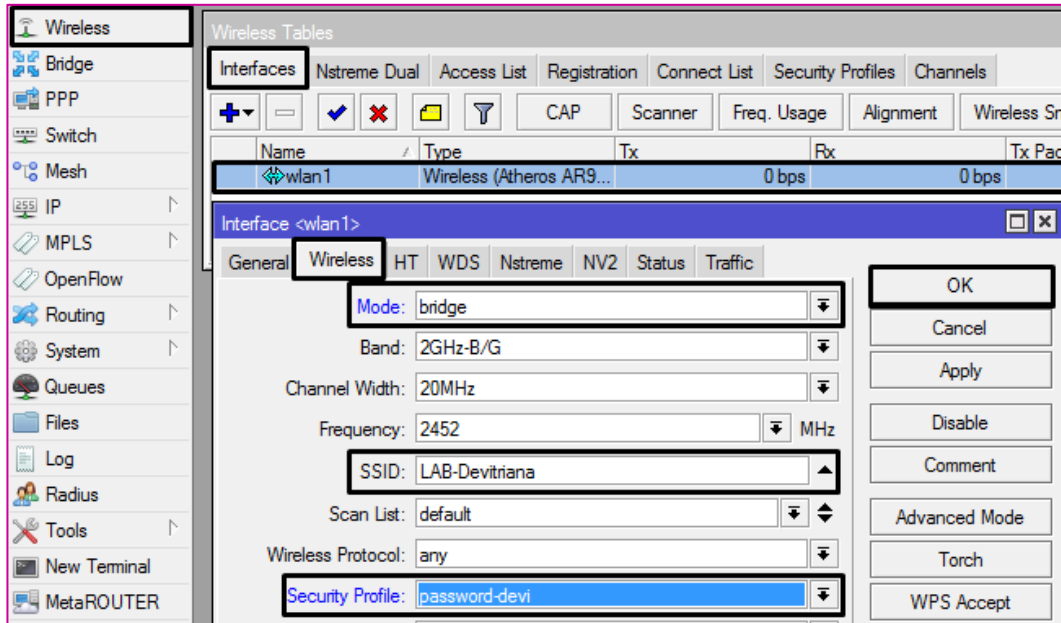 Wireless
Bridge
PPP
Switch
Mesh
255 IP
MPLS
OpenFlow
Routing
System
Queues
Files
Log
Radius
Tools
New Terminal
MetaROUTER
Wireless Tables
Interfaces Nstreme Dual Access List Registration Connect List Security Profiles Channels
CAP Scanner Freq. Usage Alignment Wireless Sn
Name Type Tx Rx Tx Pac
wlan1 Wireless (Atheros AR9... 0 bps 0 bps
Interface <wlan1>
General Wireless HT WDS Nstreme NV2 Status Traffic
Mode: bridge
Band: 2GHz-B/G
Channel Width: 20MHz
Frequency: 2452 MHz
SSID: LAB-Devitriana
Scan List: default
Wireless Protocol: any
Security Profile: password-devi
OK
Cancel
Apply
Disable
Comment
Advanced Mode
Torch
WPS Accept